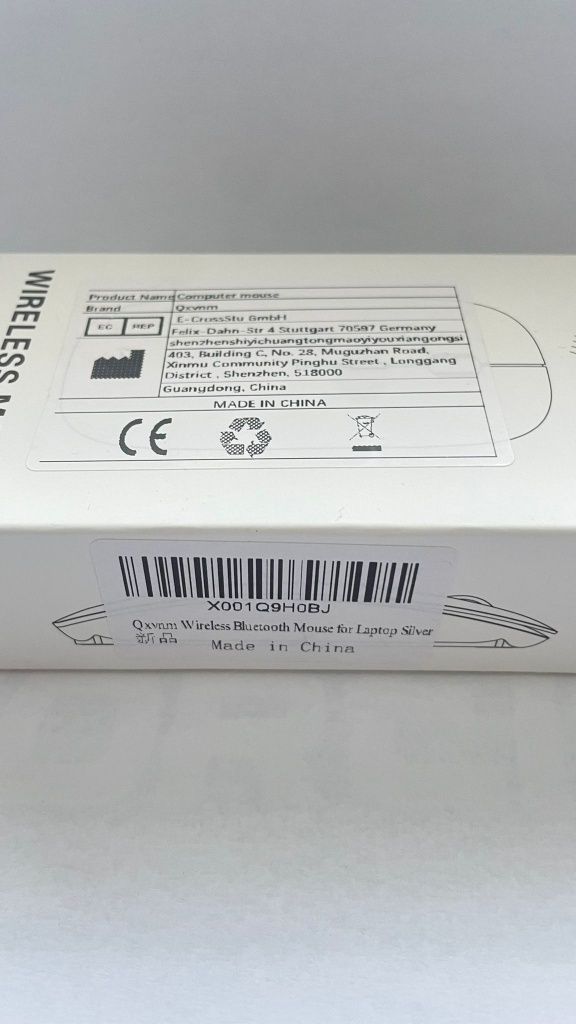 WIRELESS M
Product Name Computer mouse
Brand Qxvnm
EC REP
E-CrossStu GmbH
Felix-Dahn-Str 4 Stuttgart 70597 Germany
shenzhenshiyichuangtongmaoyiyouxiangongsi
403, Building C, No. 28, Muguzhan Road,
Xinmu Community Pinghu Street , Longgang
District , Shenzhen, 518000
Guangdong, China
MADE IN CHINA
CE
X001Q9H0BJ
Qxvnm Wireless Bluetooth Mouse for Laptop Silver
新品
Made in China